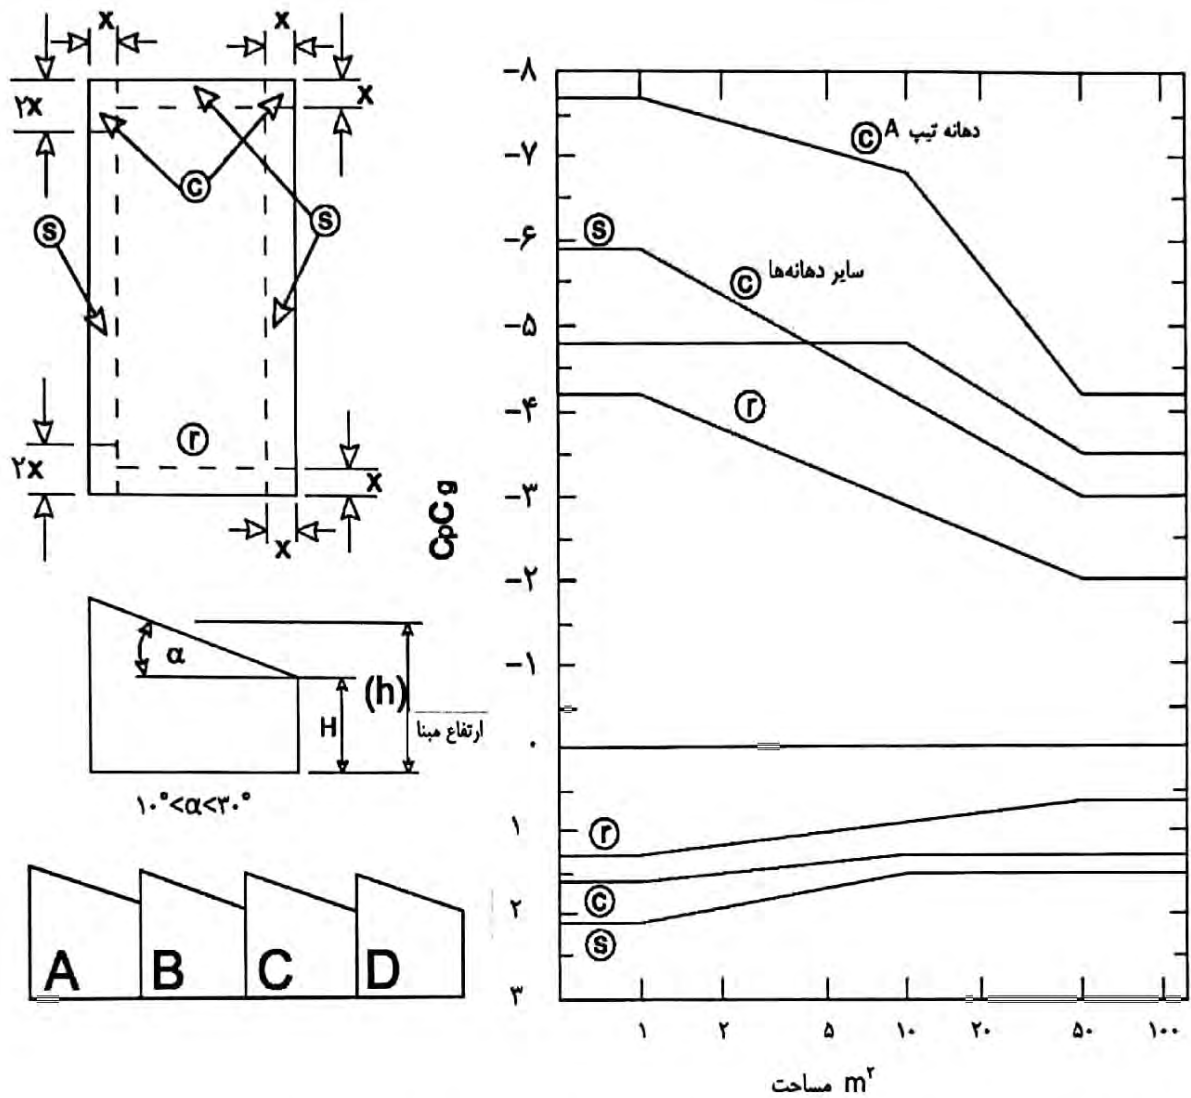 x x
۲x x
c
s s
r
۲x x
x
α
H (h)
ارتفاع مبنا
۱۰°<α<۳۰°
A B C D
CpCg
-۸
-۷
-۶
-۵
-۴
-۳
-۲
-۱
۰
۱
۲
۳
c دهانه تیپ A
s
c سایر دهانه‌ها
r
r
c
s
۱ ۲ ۵ ۱۰ ۲۰ ۵۰ ۱۰۰
مساحت m۲